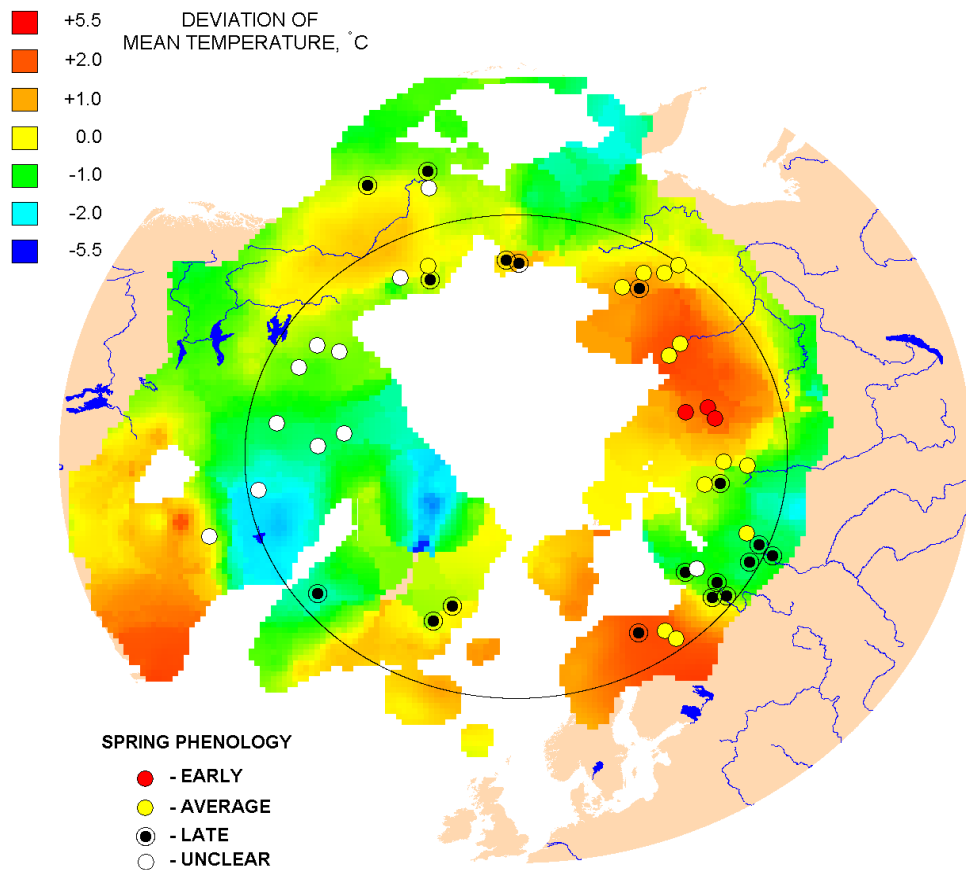 DEVIATION OF
MEAN TEMPERATURE, °C
+5.5
+2.0
+1.0
0.0
-1.0
-2.0
-5.5
SPRING PHENOLOGY
- EARLY
- AVERAGE
- LATE
- UNCLEAR